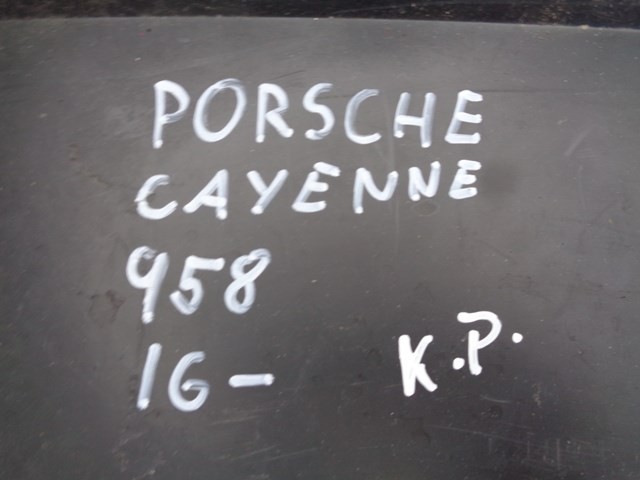 PORSCHE
CAYENNE
958
16- K.P.